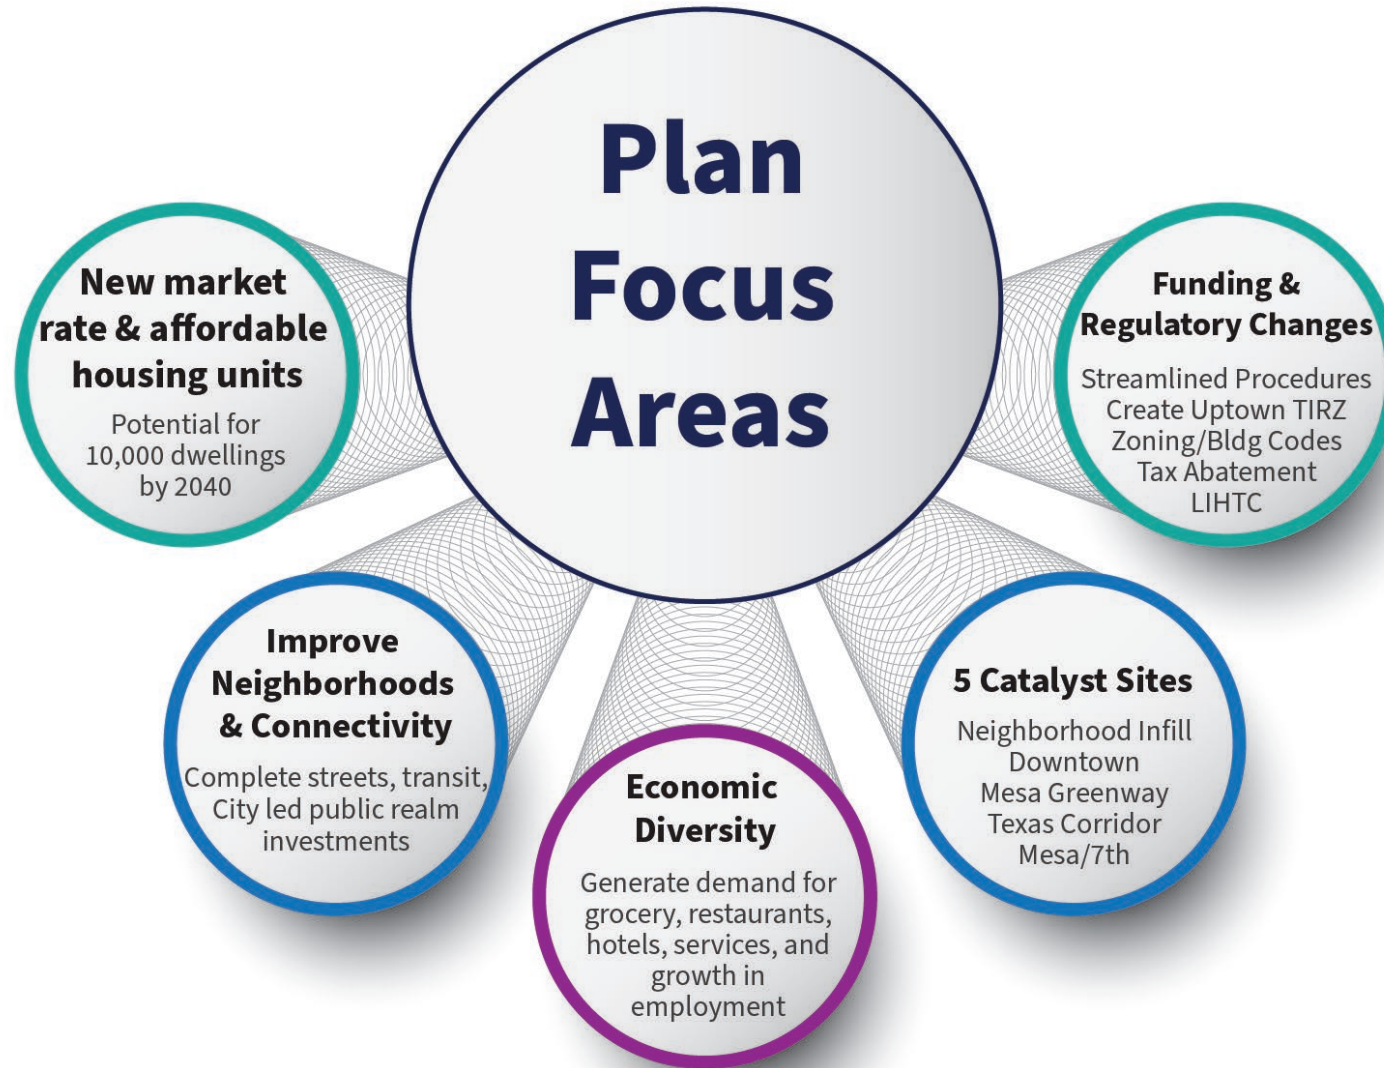 Plan
Focus
Areas
New market
rate & affordable
housing units
Potential for
10,000 dwellings
by 2040
Improve
Neighborhoods
& Connectivity
Complete streets, transit,
City led public realm
investments
Economic
Diversity
Generate demand for
grocery, restaurants,
hotels, services, and
growth in
employment
5 Catalyst Sites
Neighborhood Infill
Downtown
Mesa Greenway
Texas Corridor
Mesa/7th
Funding &
Regulatory Changes
Streamlined Procedures
Create Uptown TIRZ
Zoning/Bldg Codes
Tax Abatement
LIHTC